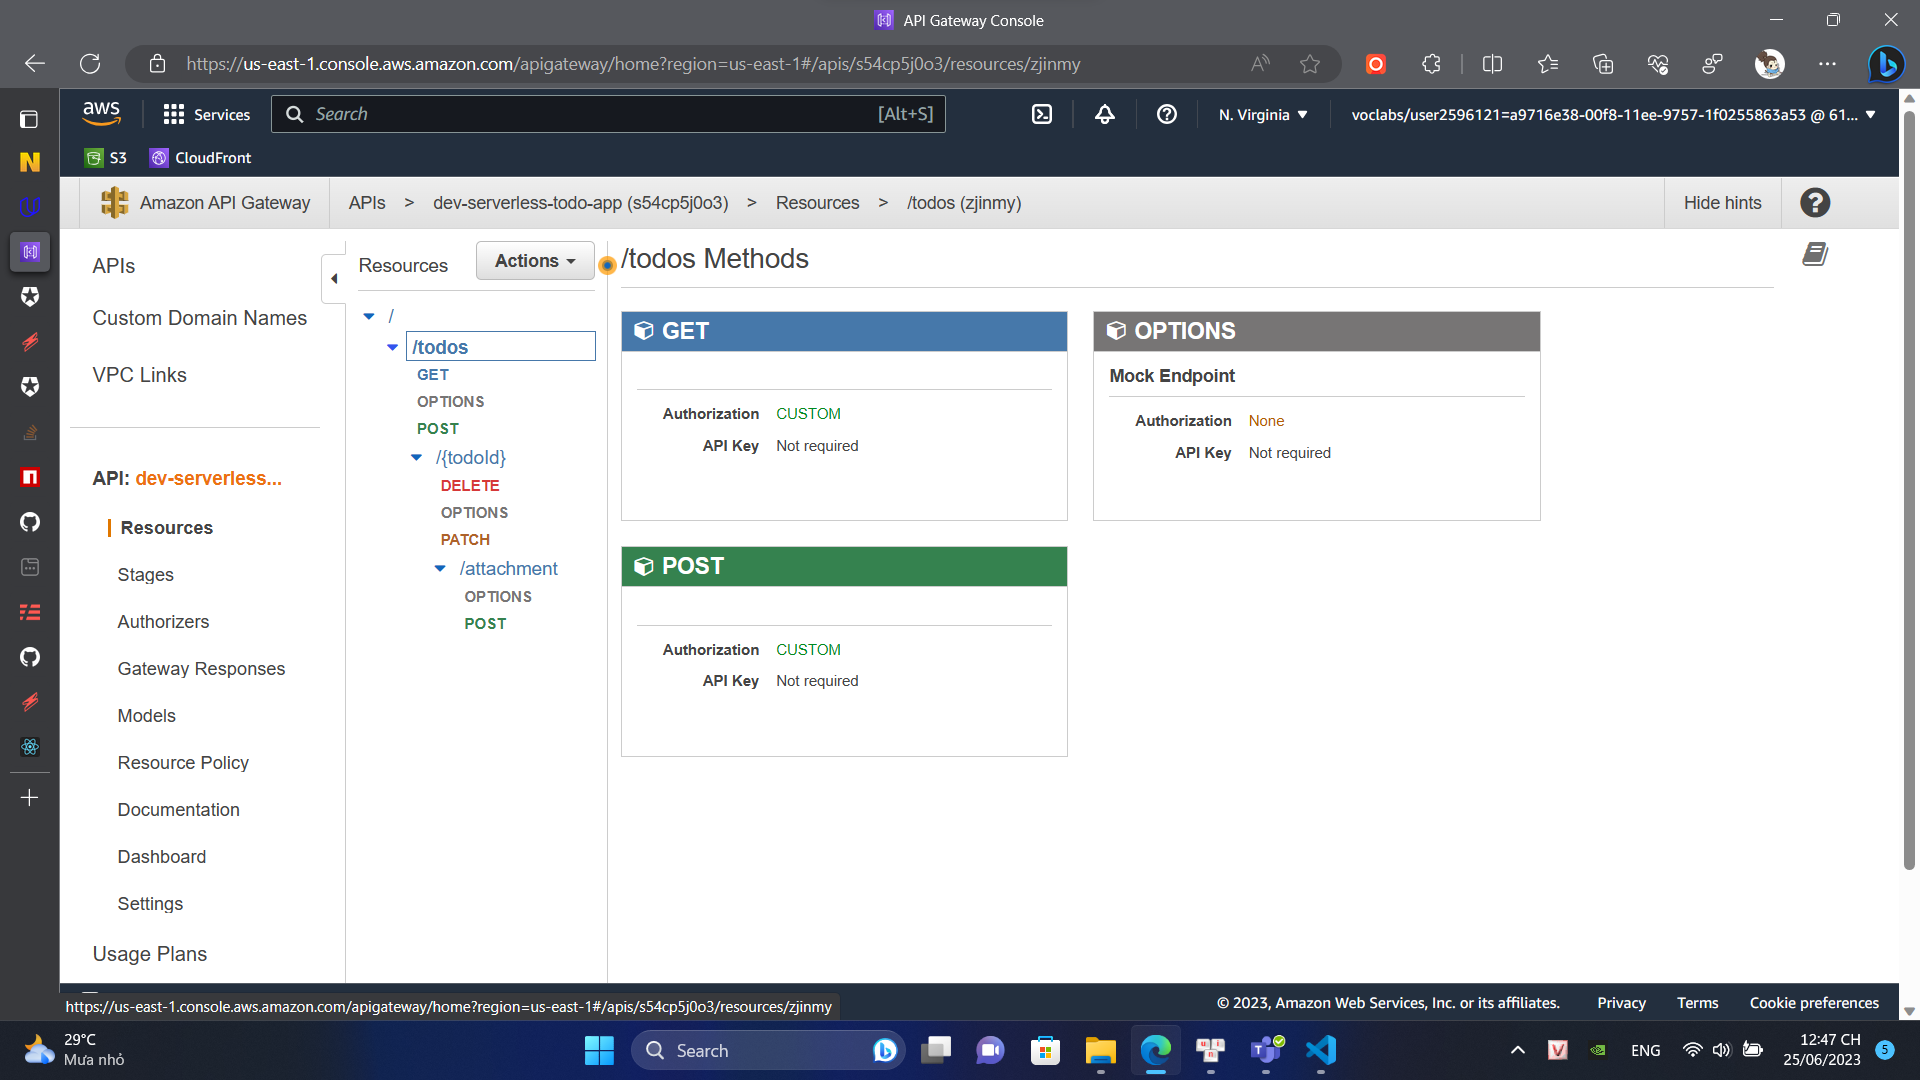 API Gateway Console
https://us-east-1.console.aws.amazon.com/apigateway/home?region=us-east-1#/apis/s54cp5j0o3/resources/zjinmy
aws
Services
Search
[Alt+S]
N. Virginia
voclabs/user2596121=a9716e38-00f8-11ee-9757-1f0255863a53 @ 61...
S3
CloudFront
Amazon API Gateway
APIs > dev-serverless-todo-app (s54cp5j0o3) > Resources > /todos (zjinmy)
Hide hints
APIs
Custom Domain Names
VPC Links
API: dev-serverless...
Resources
Stages
Authorizers
Gateway Responses
Models
Resource Policy
Documentation
Dashboard
Settings
Usage Plans
Resources
Actions
/
/todos
GET
OPTIONS
POST
/{todoId}
DELETE
OPTIONS
PATCH
/attachment
OPTIONS
POST
/todos Methods
GET
Authorization CUSTOM
API Key Not required
OPTIONS
Mock Endpoint
Authorization None
API Key Not required
POST
Authorization CUSTOM
API Key Not required
https://us-east-1.console.aws.amazon.com/apigateway/home?region=us-east-1#/apis/s54cp5j0o3/resources/zjinmy
© 2023, Amazon Web Services, Inc. or its affiliates.
Privacy
Terms
Cookie preferences
29°C
Mưa nhỏ
Search
ENG
12:47 CH
25/06/2023
5